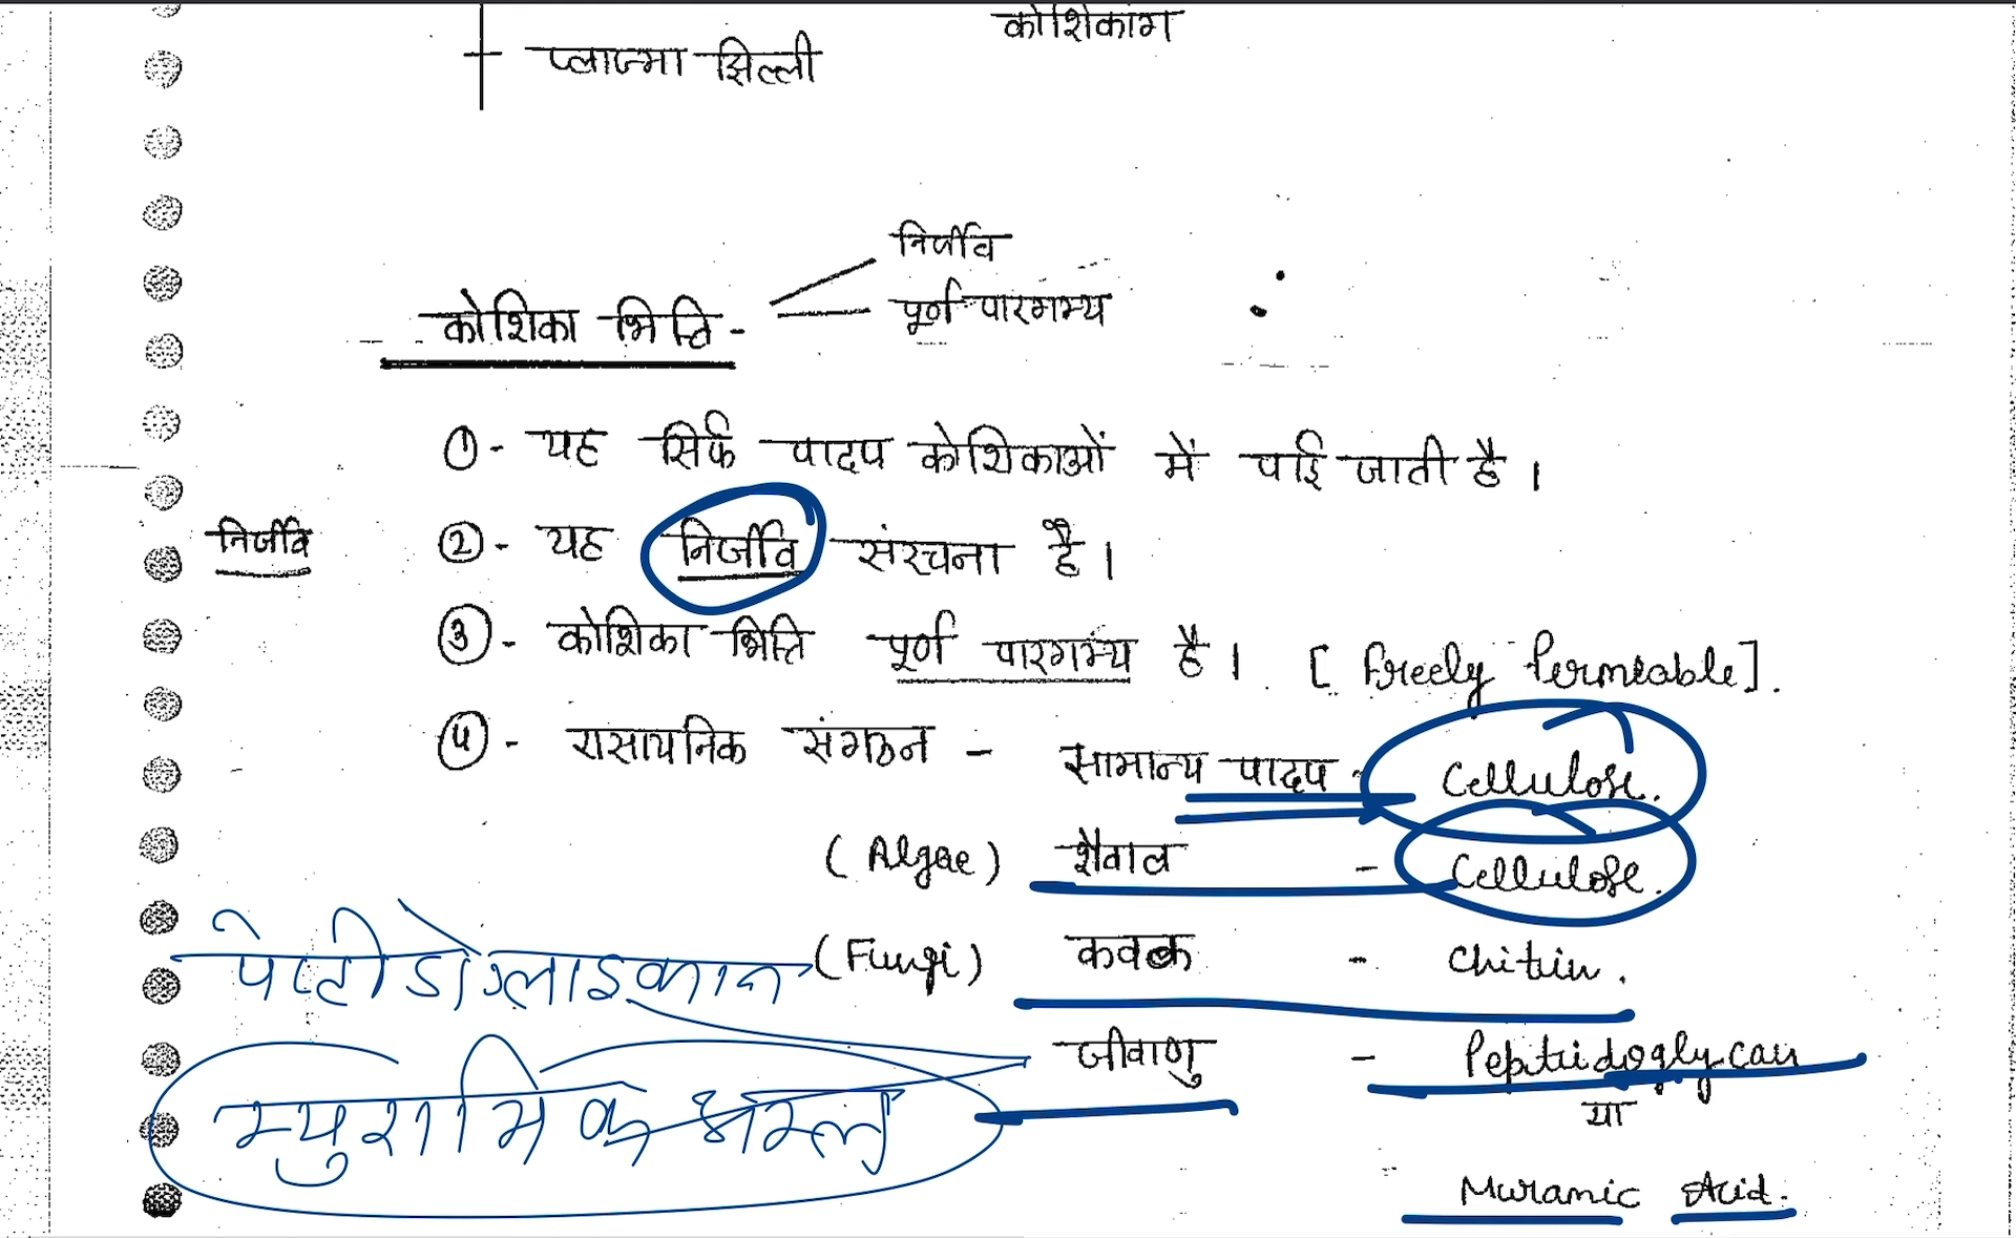 कोशिकांग
प्लाज्मा झिल्ली
निर्जीव
कोशिका भित्ति -
पूर्ण पारगम्य
① - यह सिर्फ पादप कोशिकाओं में पाई जाती है।
निर्जीव
② - यह निर्जीव संरचना है।
③ - कोशिका भित्ति पूर्ण पारगम्य है। [Freely Permeable].
④ - रासायनिक संगठन - सामान्य पादप - Cellulose.
(Algae) शैवाल - Cellulose.
(Fungi) कवक - Chitin.
पेप्टीडोग्लाइकान
जीवाणु - Peptidoglycan
या
म्युरामिक अम्ल
Muramic Acid.